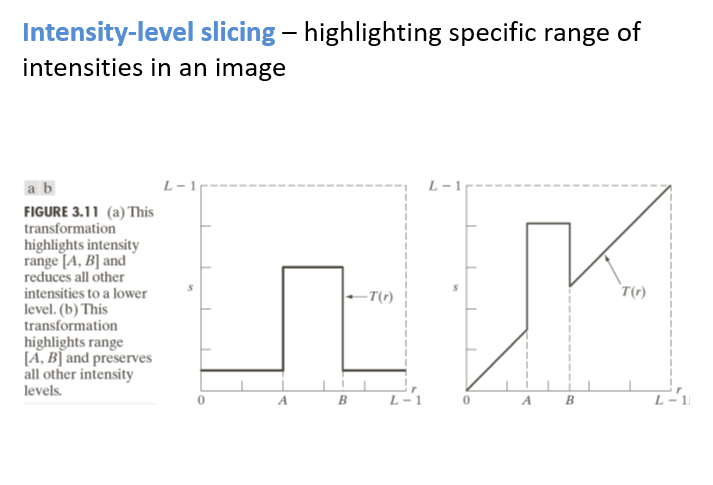 Intensity-level slicing – highlighting specific range of
intensities in an image
a b
FIGURE 3.11 (a) This
transformation
highlights intensity
range [A, B] and
reduces all other
intensities to a lower
level. (b) This
transformation
highlights range
[A, B] and preserves
all other intensity
levels.
L – 1
s
T(r)
r
0 A B L – 1
L – 1
s
T(r)
r
0 A B L – 1